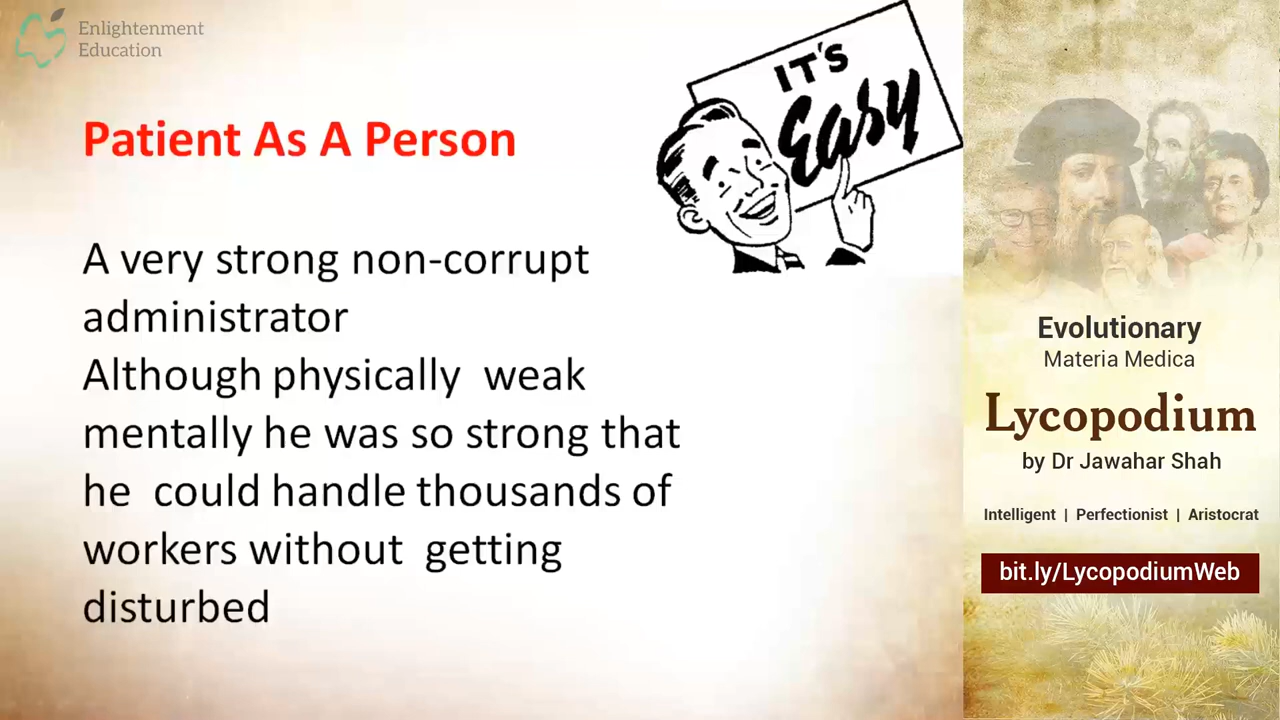 Enlightenment
Education
IT'S
Easy
Patient As A Person
A very strong non-corrupt
administrator
Although physically weak
mentally he was so strong that
he could handle thousands of
workers without getting
disturbed
Evolutionary
Materia Medica
Lycopodium
by Dr Jawahar Shah
Intelligent | Perfectionist | Aristocrat
bit.ly/LycopodiumWeb